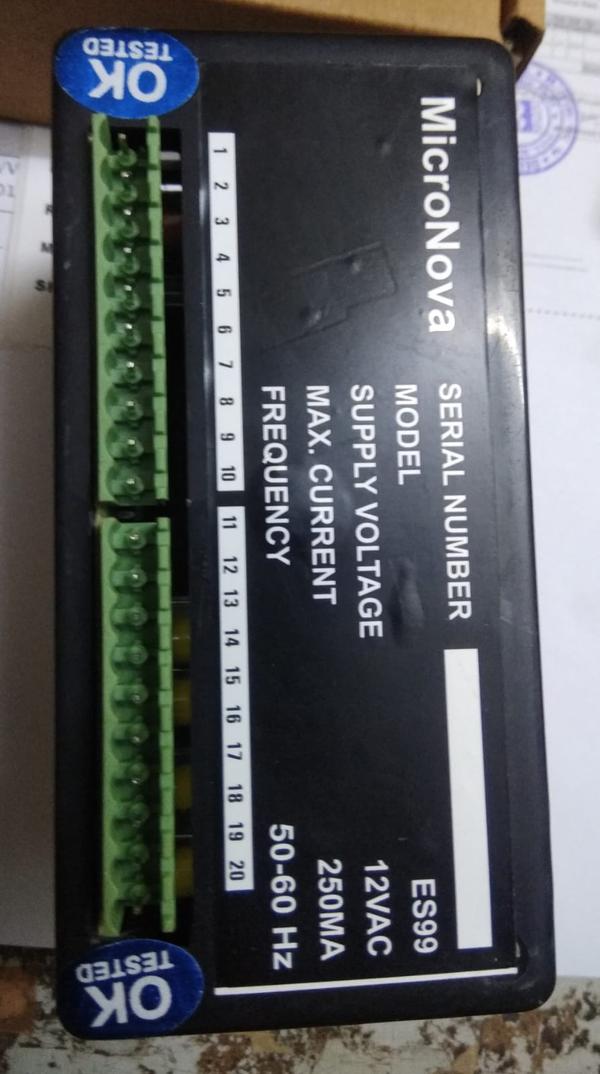 MicroNova
SERIAL NUMBER
MODEL ES99
SUPPLY VOLTAGE 12VAC
MAX. CURRENT 250MA
FREQUENCY 50-60 Hz
1 2 3 4 5 6 7 8 9 10 11 12 13 14 15 16 17 18 19 20
OK
TESTED
OK
TESTED